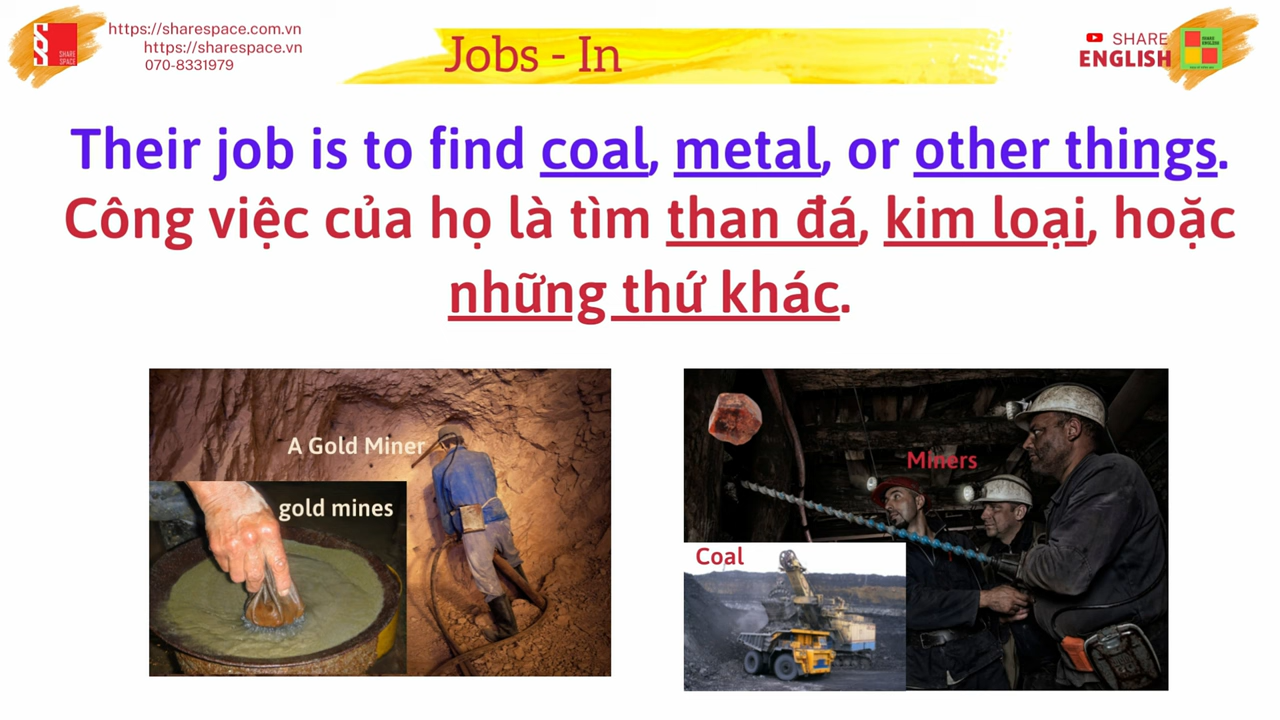 https://sharespace.com.vn
https://sharespace.vn
070-8331979
SHARE
SPACE
Jobs - In
SHARE
ENGLISH
Their job is to find coal, metal, or other things.
Công việc của họ là tìm than đá, kim loại, hoặc
những thứ khác.
A Gold Miner
gold mines
Miners
Coal